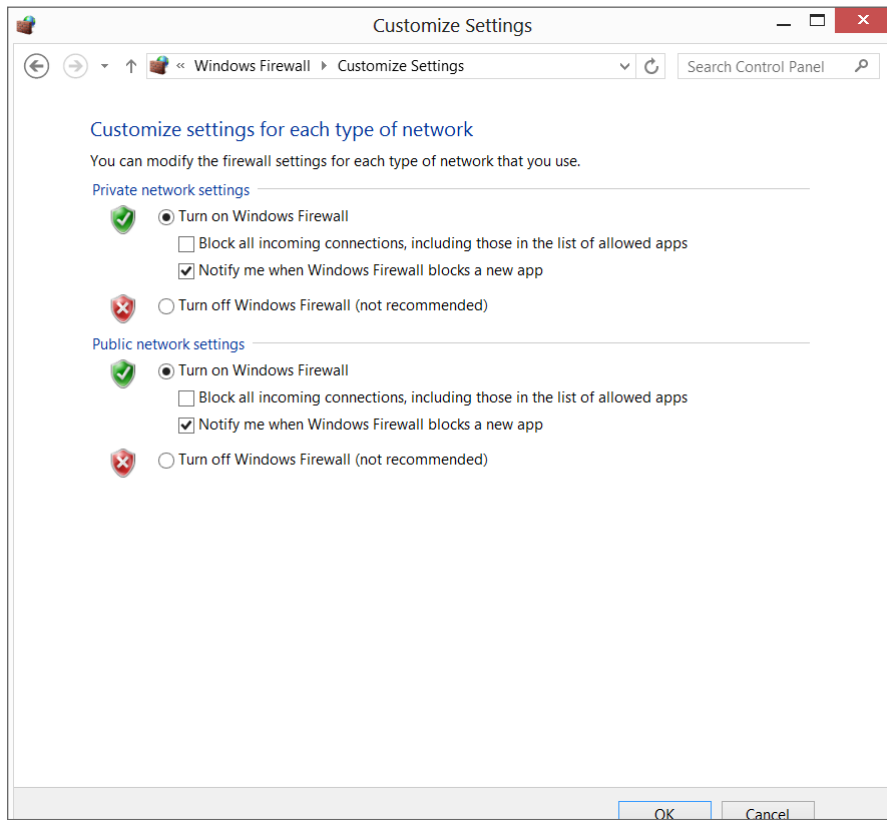 Customize Settings
« Windows Firewall Customize Settings
Search Control Panel
Customize settings for each type of network
You can modify the firewall settings for each type of network that you use.
Private network settings
Turn on Windows Firewall
Block all incoming connections, including those in the list of allowed apps
Notify me when Windows Firewall blocks a new app
Turn off Windows Firewall (not recommended)
Public network settings
Turn on Windows Firewall
Block all incoming connections, including those in the list of allowed apps
Notify me when Windows Firewall blocks a new app
Turn off Windows Firewall (not recommended)
OK Cancel